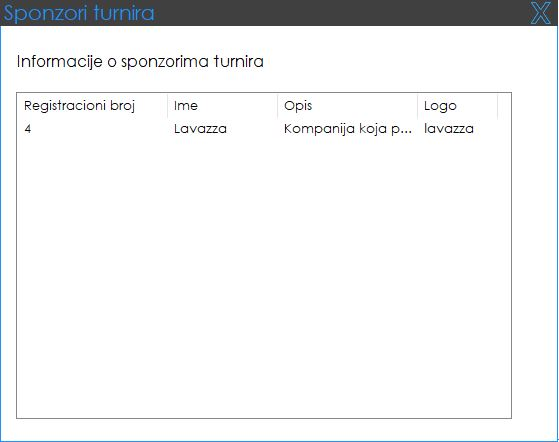 Sponzori turnira X
Informacije o sponzorima turnira
Registracioni broj Ime Opis Logo
4 Lavazza Kompanija koja p... lavazza